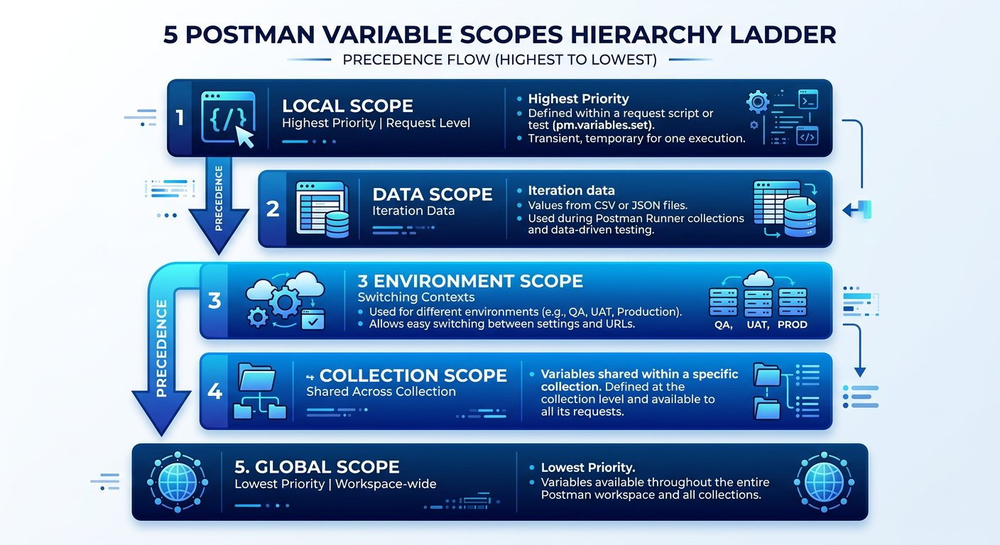 5 POSTMAN VARIABLE SCOPES HIERARCHY LADDER
PRECEDENCE FLOW (HIGHEST TO LOWEST)
1
LOCAL SCOPE
Highest Priority | Request Level
• Highest Priority
• Defined within a request script or
test (pm.variables.set).
• Transient, temporary for one execution.
PRECEDENCE
2
DATA SCOPE
Iteration Data
• Iteration data
• Values from CSV or JSON files.
• Used during Postman Runner collections
and data-driven testing.
PRECEDENCE
3
3 ENVIRONMENT SCOPE
Switching Contexts
• Used for different environments (e.g., QA, UAT, Production).
• Allows easy switching between settings and URLs.
QA, UAT, PROD
4
COLLECTION SCOPE
Shared Across Collection
• Variables shared within a specific
collection. Defined at the
collection level and available to
all its requests.
5. GLOBAL SCOPE
Lowest Priority | Workspace-wide
• Lowest Priority.
• Variables available throughout the entire
Postman workspace and all collections.